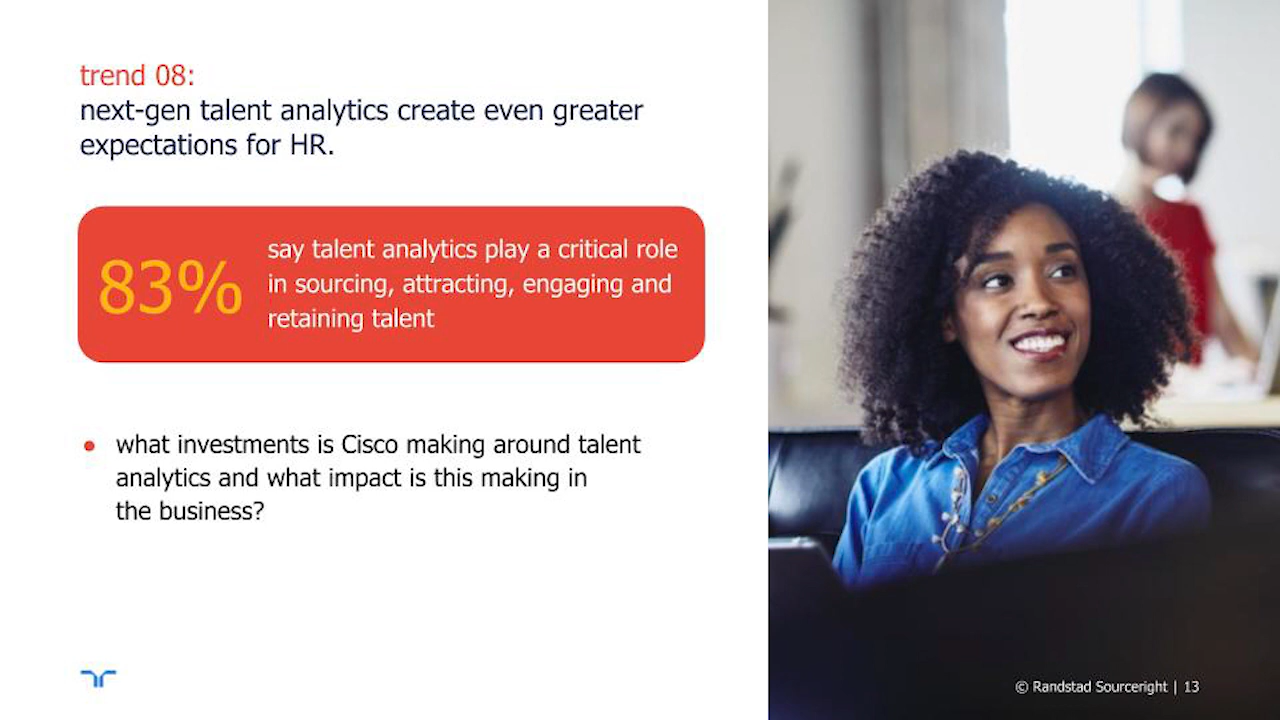 trend 08:
next-gen talent analytics create even greater
expectations for HR.
83%
say talent analytics play a critical role
in sourcing, attracting, engaging and
retaining talent
• what investments is Cisco making around talent
analytics and what impact is this making in
the business?
© Randstad Sourceright | 13